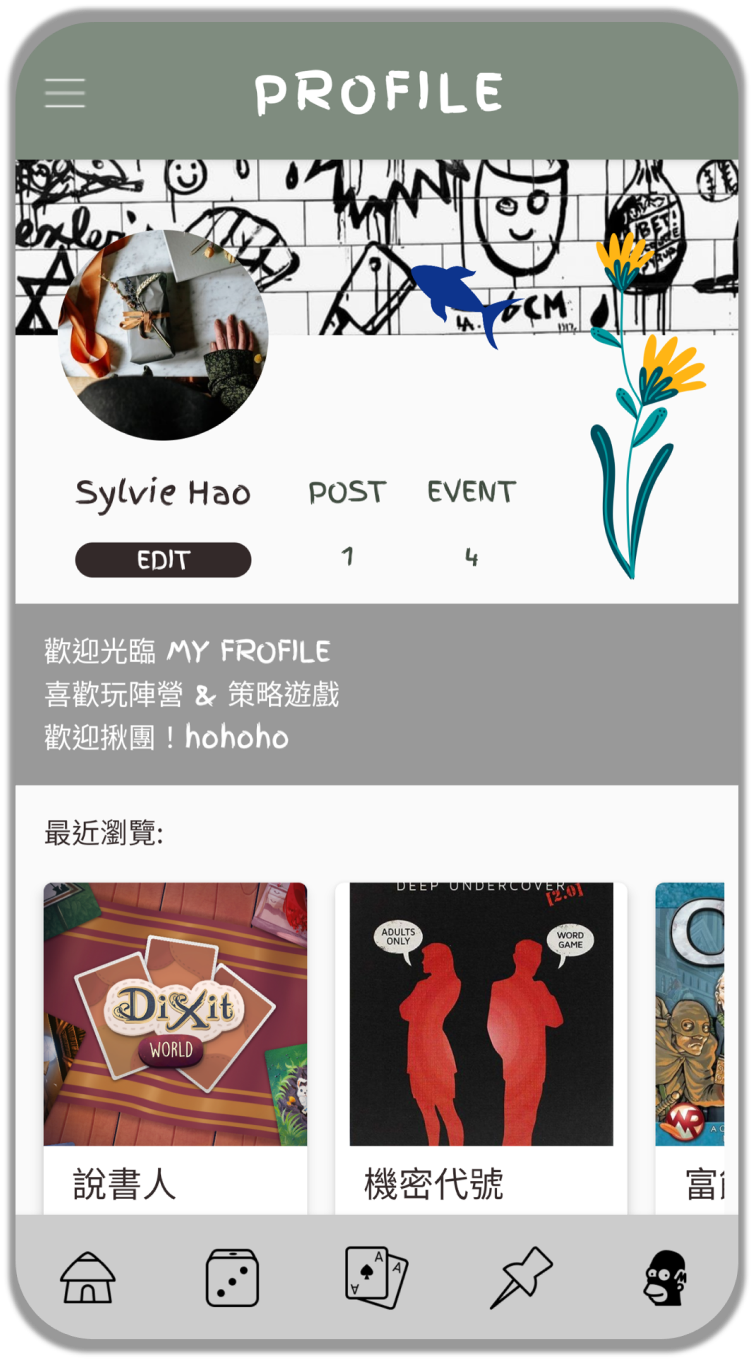 PROFILE
Sylvie Hao
POST
EVENT
EDIT
1
4
歡迎光臨 MY FROFILE
喜歡玩陣營 & 策略遊戲
歡迎揪團！hohoho
最近瀏覽:
DiXit
WORLD
DEEP UNDERCOVER
[2.0]
ADULTS
ONLY
WORD
GAME
說書人
機密代號
富
A
A
A